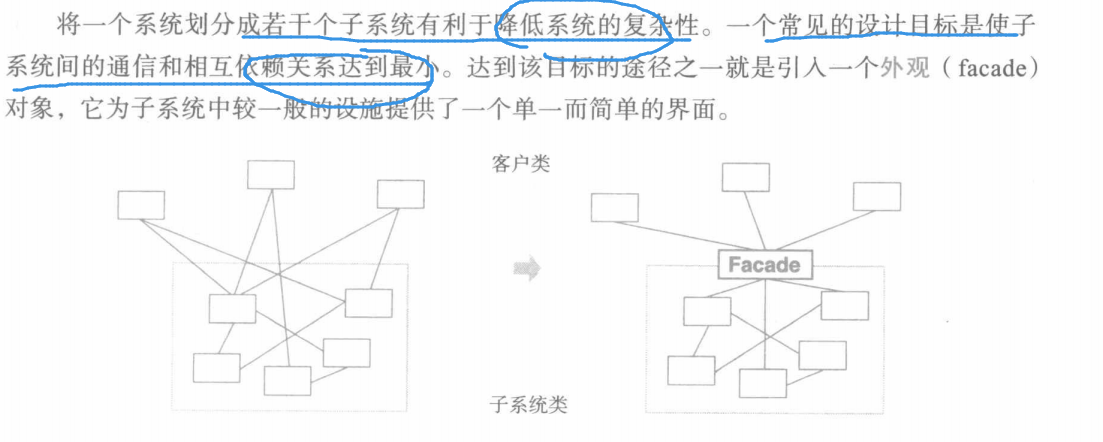 将一个系统划分成若干个子系统有利于降低系统的复杂性。一个常见的设计目标是使子
系统间的通信和相互依赖关系达到最小。达到该目标的途径之一就是引入一个外观（facade）
对象，它为子系统中较一般的设施提供了一个单一而简单的界面。
客户类
Facade
子系统类